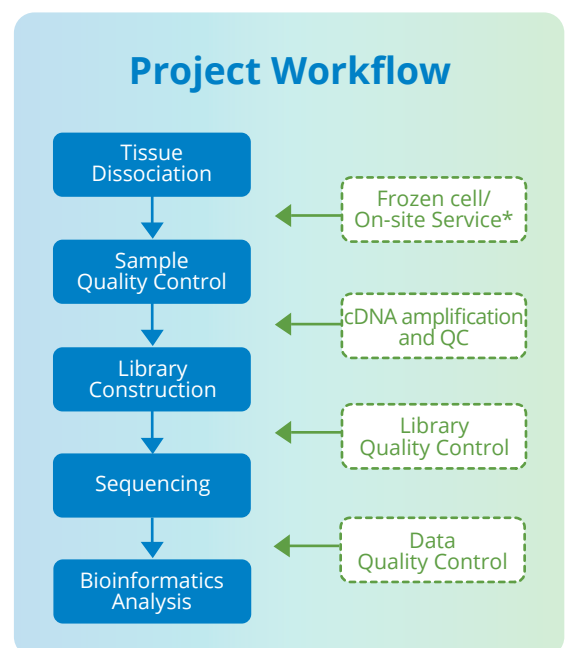 Project Workflow
Tissue
Dissociation
Frozen cell/
On-site Service*
Sample
Quality Control
cDNA amplification
and QC
Library
Construction
Library
Quality Control
Sequencing
Data
Quality Control
Bioinformatics
Analysis